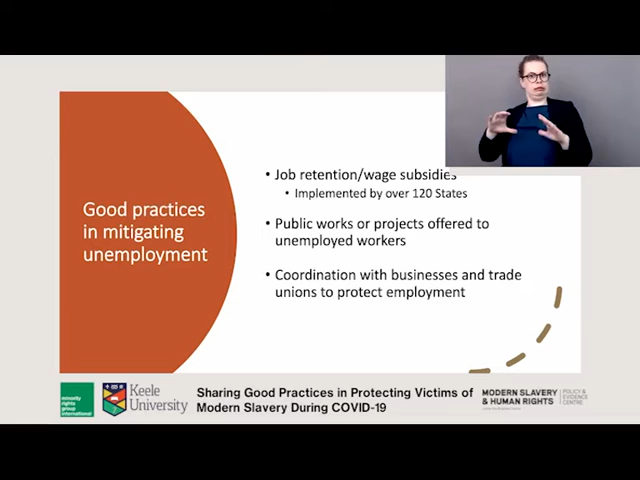 Good practices
in mitigating
unemployment
• Job retention/wage subsidies
• Implemented by over 120 States
• Public works or projects offered to
unemployed workers
• Coordination with businesses and trade
unions to protect employment
minority
rights
group
international
Keele
University
Sharing Good Practices in Protecting Victims of
Modern Slavery During COVID-19
MODERN SLAVERY
& HUMAN RIGHTS
POLICY &
EVIDENCE
CENTRE